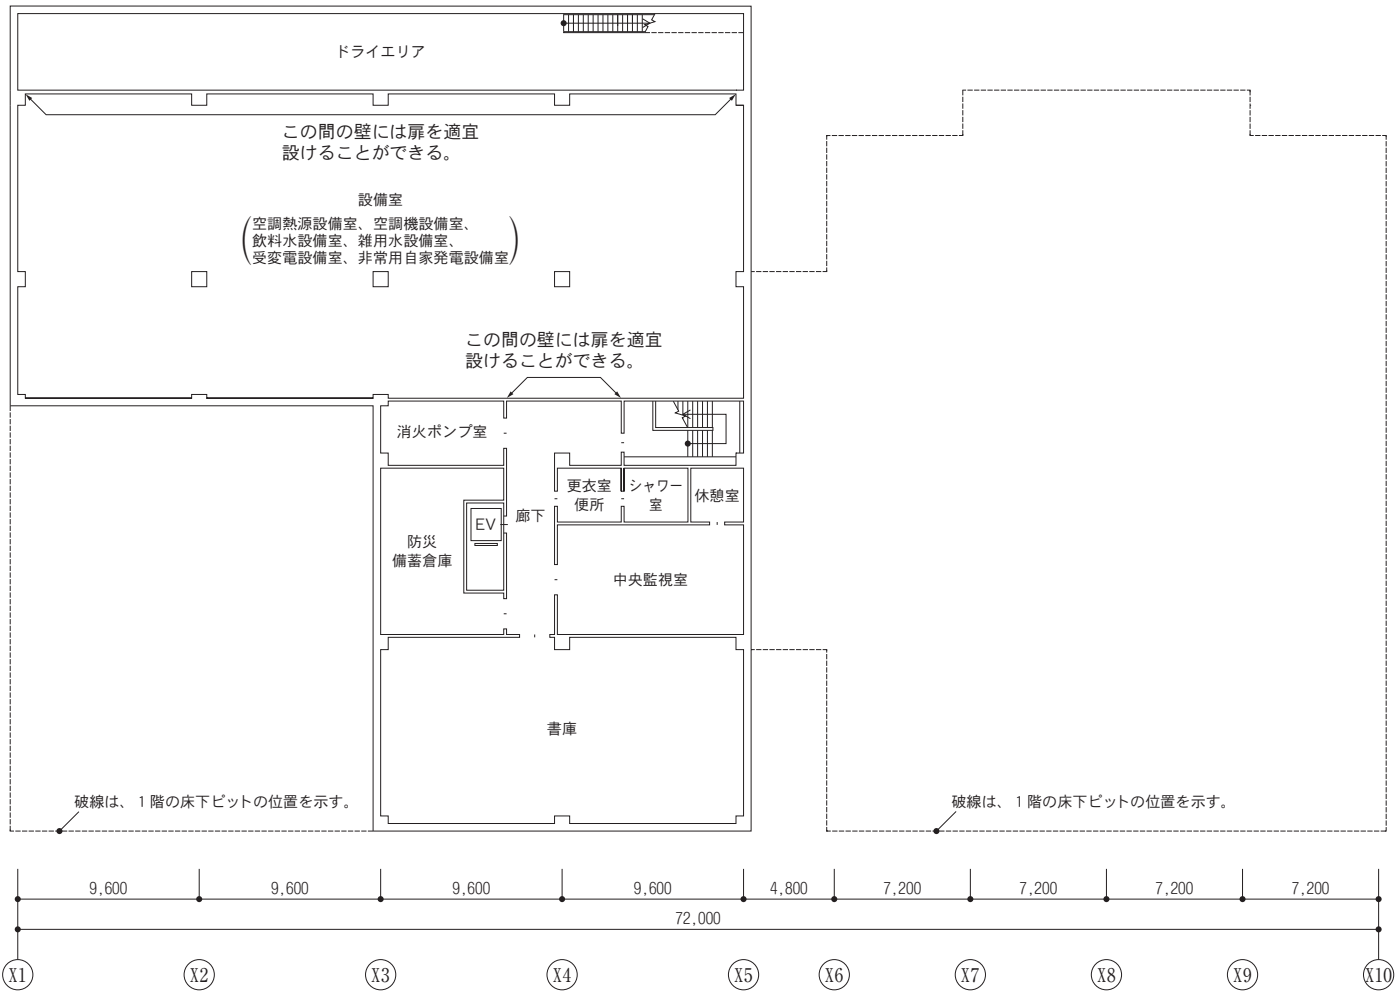 ドライエリア
この間の壁には扉を適宜
設けることができる。
設備室
空調熱源設備室、空調機設備室、
飲料水設備室、雑用水設備室、
受変電設備室、非常用自家発電設備室
この間の壁には扉を適宜
設けることができる。
消火ポンプ室
更衣室
便所
シャワー
室
休憩室
EV
廊下
防災
備蓄倉庫
中央監視室
書庫
破線は、1階の床下ピットの位置を示す。
破線は、1階の床下ピットの位置を示す。
9,600 9,600 9,600 9,600 4,800 7,200 7,200 7,200 7,200
72,000
X1 X2 X3 X4 X5 X6 X7 X8 X9 X10